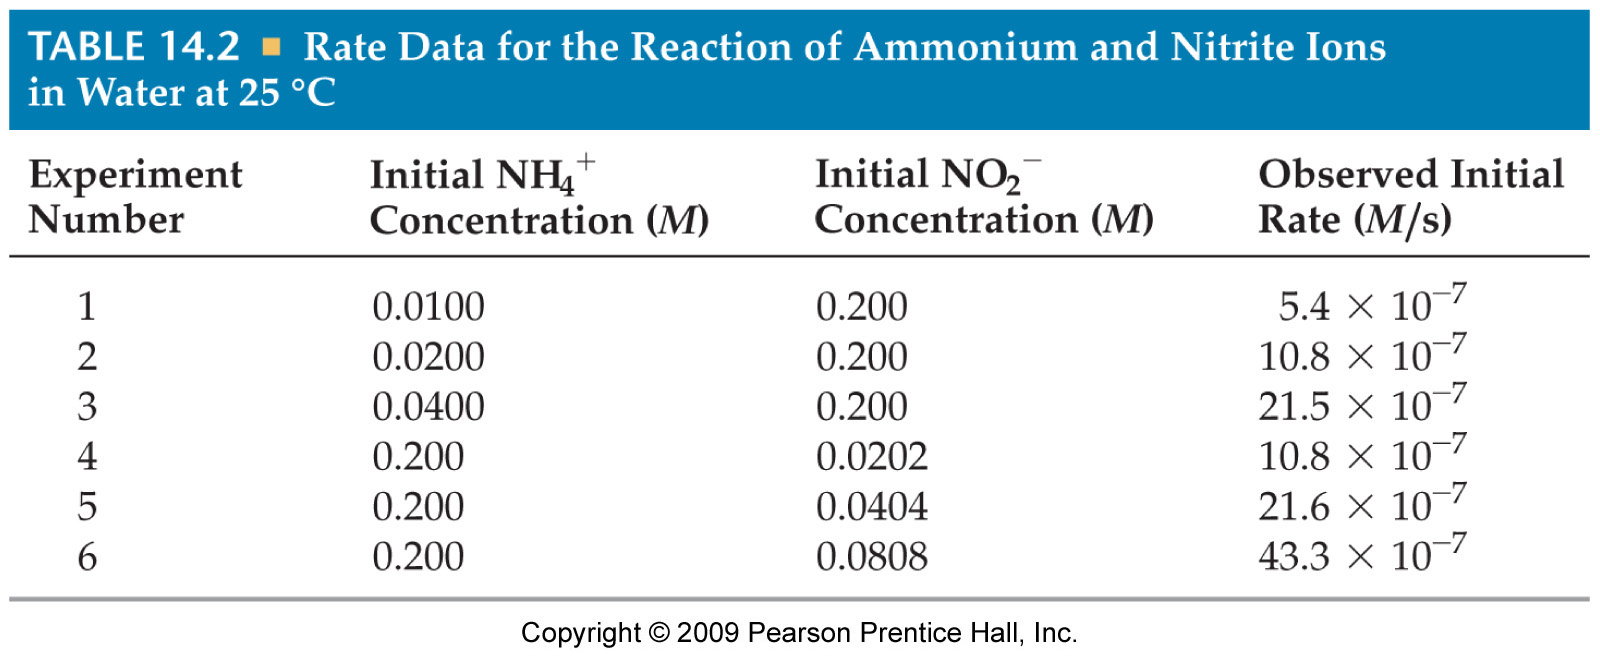 TABLE 14.2 ■ Rate Data for the Reaction of Ammonium and Nitrite Ions
in Water at 25 °C
Experiment Number Initial NH₄⁺ Concentration (M) Initial NO₂⁻ Concentration (M) Observed Initial Rate (M/s)
1 0.0100 0.200 5.4 × 10⁻⁷
2 0.0200 0.200 10.8 × 10⁻⁷
3 0.0400 0.200 21.5 × 10⁻⁷
4 0.200 0.0202 10.8 × 10⁻⁷
5 0.200 0.0404 21.6 × 10⁻⁷
6 0.200 0.0808 43.3 × 10⁻⁷
Copyright © 2009 Pearson Prentice Hall, Inc.